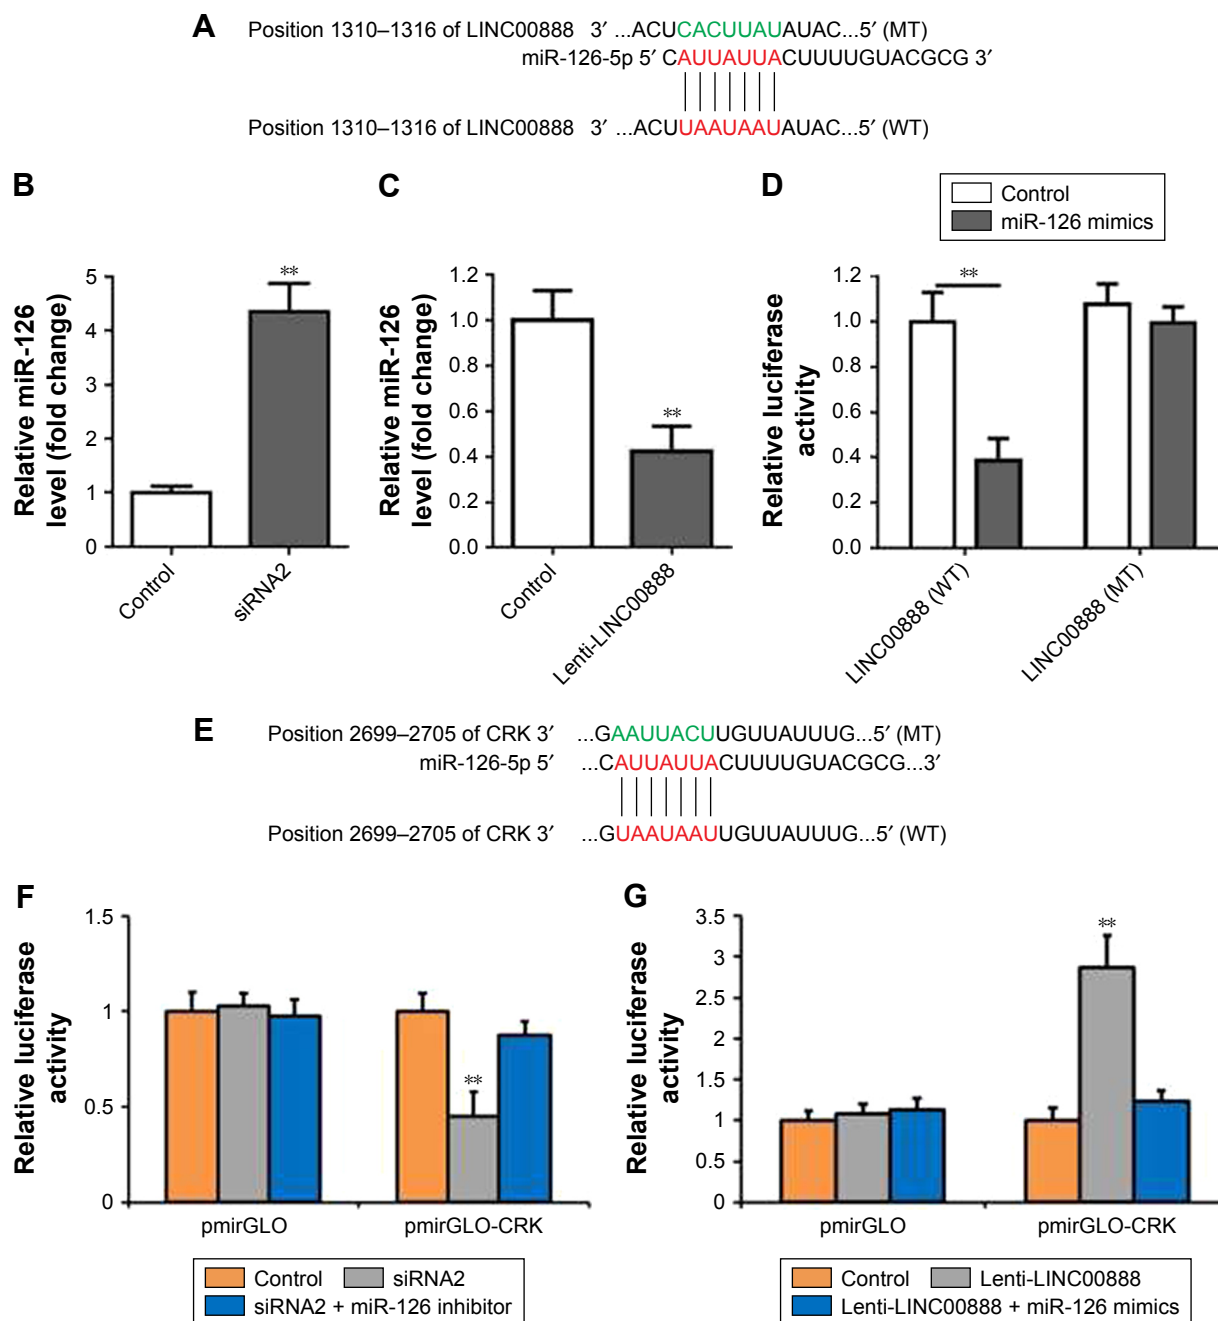 A
Position 1310–1316 of LINC00888 3′ ...ACUCACUUAUAUAC...5′ (MT)
miR-126-5p 5′ CAUUAUUACUUUUGUACGCG 3′
Position 1310–1316 of LINC00888 3′ ...ACUUAAUAAUAUAC...5′ (WT)
B
Relative miR-126
level (fold change)
5
4
3
2
1
0
**
Control
siRNA2
C
Relative miR-126
level (fold change)
1.2
1.0
0.8
0.6
0.4
0.2
0.0
**
Control
Lenti-LINC00888
D
Control
miR-126 mimics
Relative luciferase
activity
1.2
1.0
0.8
0.6
0.4
0.2
0.0
**
LINC00888 (WT)
LINC00888 (MT)
E
Position 2699–2705 of CRK 3′ ...GAAUUACUUGUUAUUUG...5′ (MT)
miR-126-5p 5′ ...CAUUAUUACUUUUGUACGCG...3′
Position 2699–2705 of CRK 3′ ...GUAAUAAUUGUUAUUUG...5′ (WT)
F
Relative luciferase
activity
1.5
1
0.5
0
**
pmirGLO
pmirGLO-CRK
Control
siRNA2
siRNA2 + miR-126 inhibitor
G
Relative luciferase
activity
3.5
3
2.5
2
1.5
1
0.5
0
**
pmirGLO
pmirGLO-CRK
Control
Lenti-LINC00888
Lenti-LINC00888 + miR-126 mimics